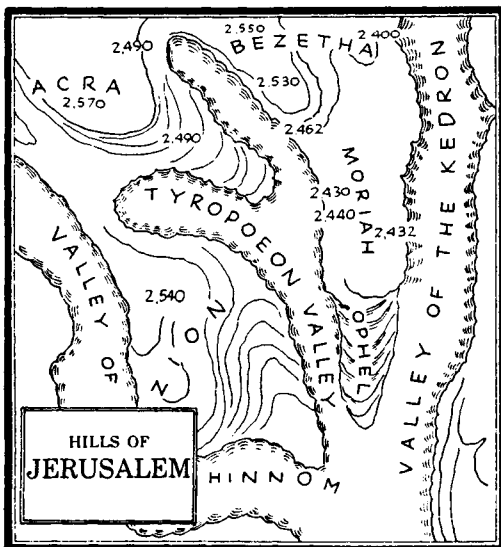 2,550
2,490
BEZETHA
2,400
ACRA
2,570
2,530
2,490
2,462
MORIAH
2,430
2,440
2,432
VALLEY OF THE KEDRON
TYROPOEON VALLEY
OPHEL
2,540
ZION
VALLEY OF
HINNOM
HILLS OF
JERUSALEM